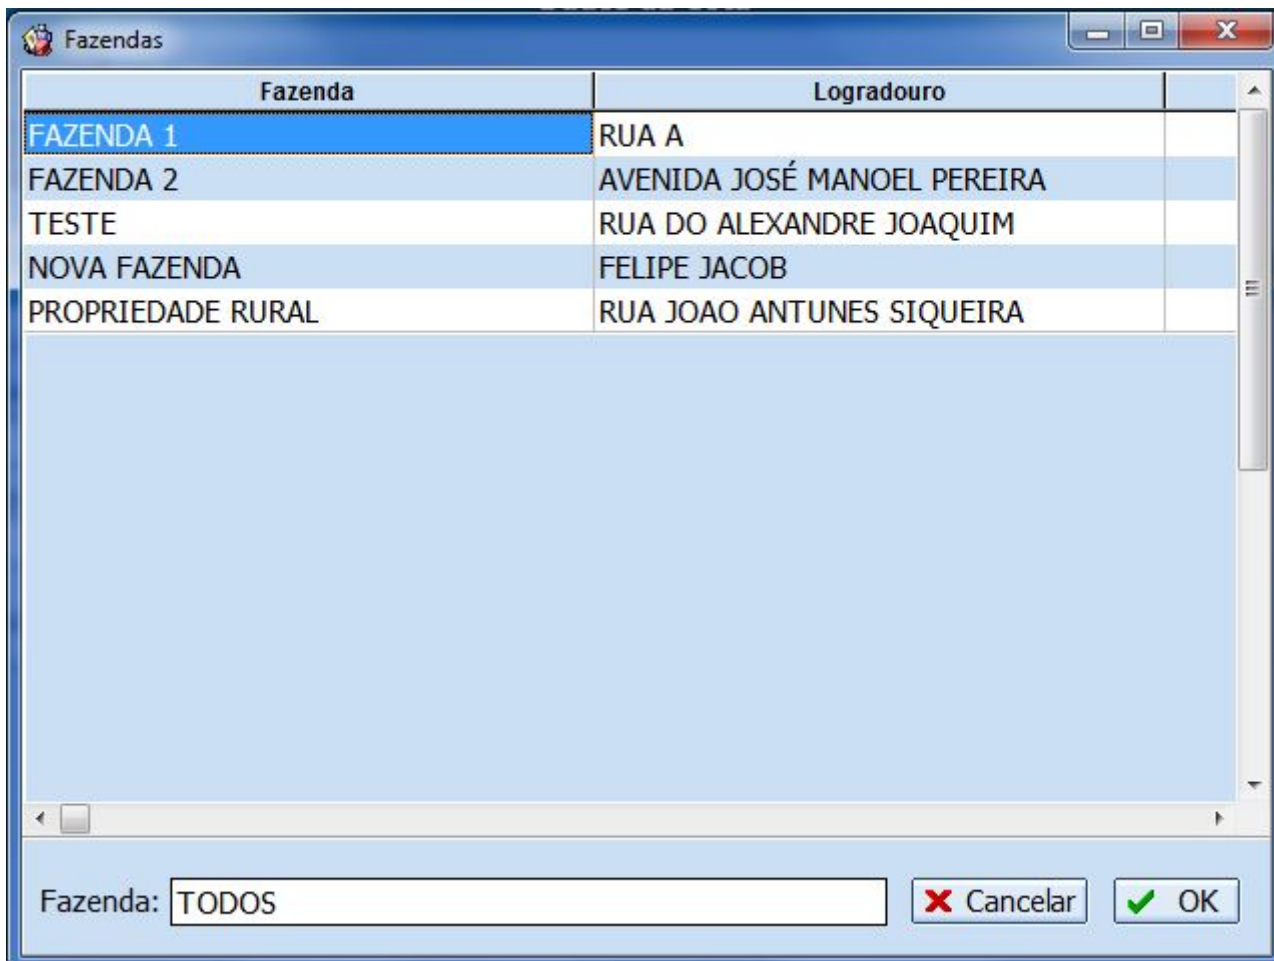 Fazendas
Fazenda Logradouro
FAZENDA 1 RUA A
FAZENDA 2 AVENIDA JOSÉ MANOEL PEREIRA
TESTE RUA DO ALEXANDRE JOAQUIM
NOVA FAZENDA FELIPE JACOB
PROPRIEDADE RURAL RUA JOAO ANTUNES SIQUEIRA
Fazenda: TODOS Cancelar OK